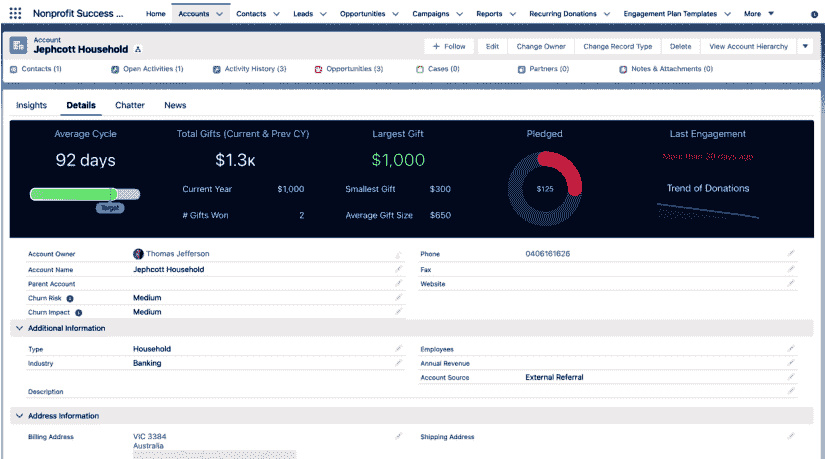 Nonprofit Success ... Home Accounts Contacts Leads Opportunities Campaigns Reports Recurring Donations Engagement Plan Templates More
Account
Jephcott Household
+ Follow Edit Change Owner Change Record Type Delete View Account Hierarchy
Contacts (1) Open Activities (1) Activity History (3) Opportunities (3) Cases (0) Partners (0) Notes & Attachments (0)
Insights Details Chatter News
Average Cycle Total Gifts (Current & Prev CY) Largest Gift Pledged Last Engagement
92 days $1.3K $1,000 More than 30 days ago
Current Year $1,000 Smallest Gift $300 $125 Trend of Donations
Target
# Gifts Won 2 Average Gift Size $650
Account Owner Thomas Jefferson Phone 0406161626
Account Name Jephcott Household Fax
Parent Account Website
Churn Risk Medium
Churn Impact Medium
Additional Information
Type Household Employees
Industry Banking Annual Revenue
Account Source External Referral
Description
Address Information
Billing Address VIC 3384 Shipping Address
Australia